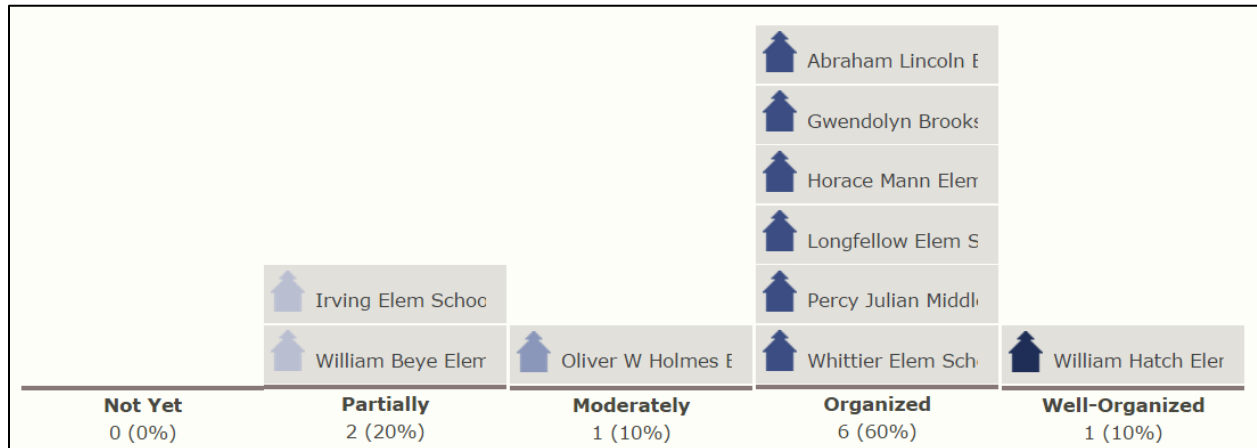 Abraham Lincoln E
Gwendolyn Brooks
Horace Mann Elem
Longfellow Elem S
Irving Elem Schoo
Percy Julian Middle
William Beye Elem
Oliver W Holmes E
Whittier Elem Sch
William Hatch Elem
Not Yet
Partially
Moderately
Organized
Well-Organized
0 (0%)
2 (20%)
1 (10%)
6 (60%)
1 (10%)